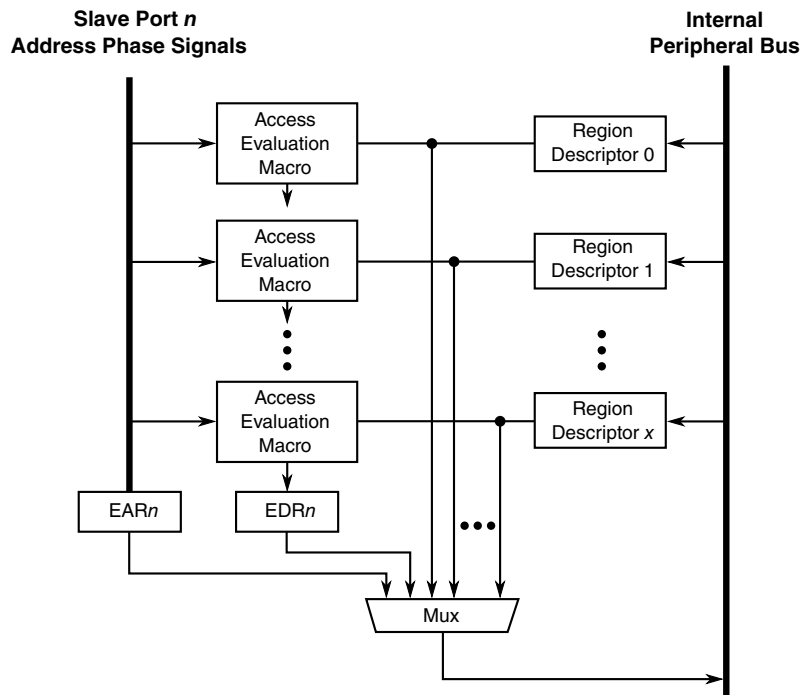 Slave Port n
Address Phase Signals
Internal
Peripheral Bus
Access
Evaluation
Macro
Region
Descriptor 0
Access
Evaluation
Macro
Region
Descriptor 1
Access
Evaluation
Macro
Region
Descriptor x
EARn
EDRn
Mux